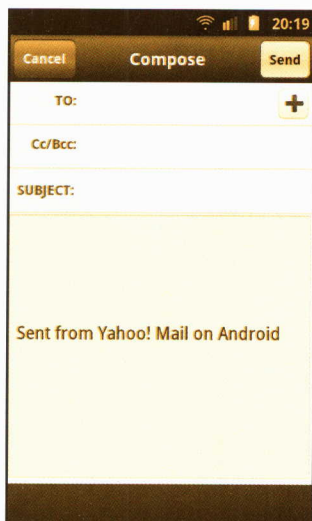 20:19
Cancel Compose Send
TO: +
Cc/Bcc:
SUBJECT:
Sent from Yahoo! Mail on Android